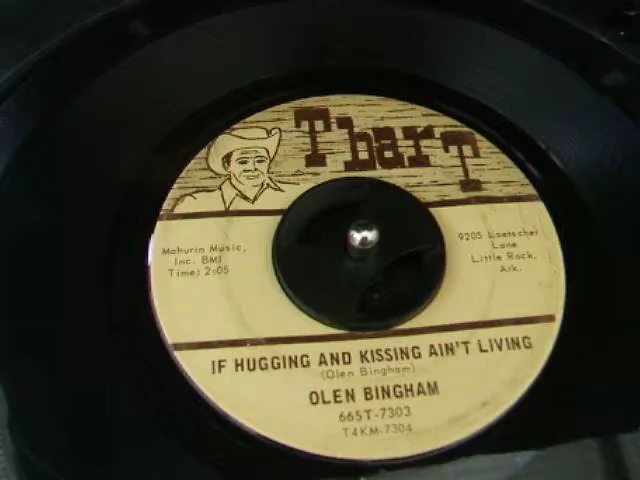 T bar T
Mahurin Music,
Inc. BMI
Time: 2:05
9205 Loetscher
Lane
Little Rock,
Ark.
IF HUGGING AND KISSING AIN'T LIVING
(Olen Bingham)
OLEN BINGHAM
665T-7303
T4KM-7304